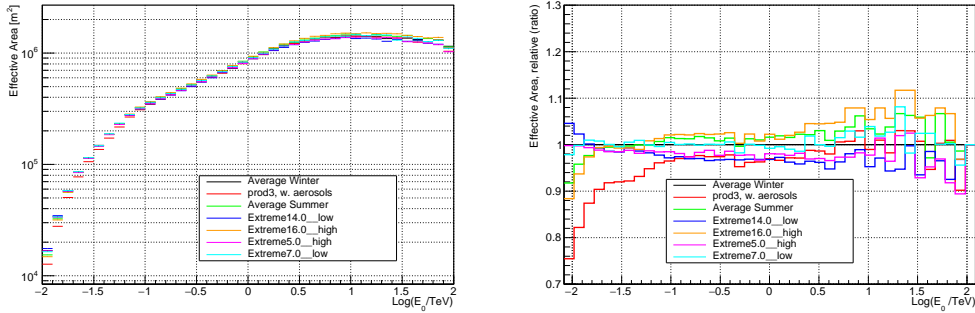 Effective Area [m²]
10⁶
10⁵
10⁴
Average Winter
prod3, w. aerosols
Average Summer
Extreme14.0__low
Extreme16.0__high
Extreme5.0__high
Extreme7.0__low
−2 −1.5 −1 −0.5 0 0.5 1 1.5 2
Log(E₀/TeV)
Effective Area, relative (ratio)
1.3
1.2
1.1
1
0.9
0.8
0.7
Average Winter
prod3, w. aerosols
Average Summer
Extreme14.0__low
Extreme16.0__high
Extreme5.0__high
Extreme7.0__low
−2 −1.5 −1 −0.5 0 0.5 1 1.5 2
Log(E₀/TeV)